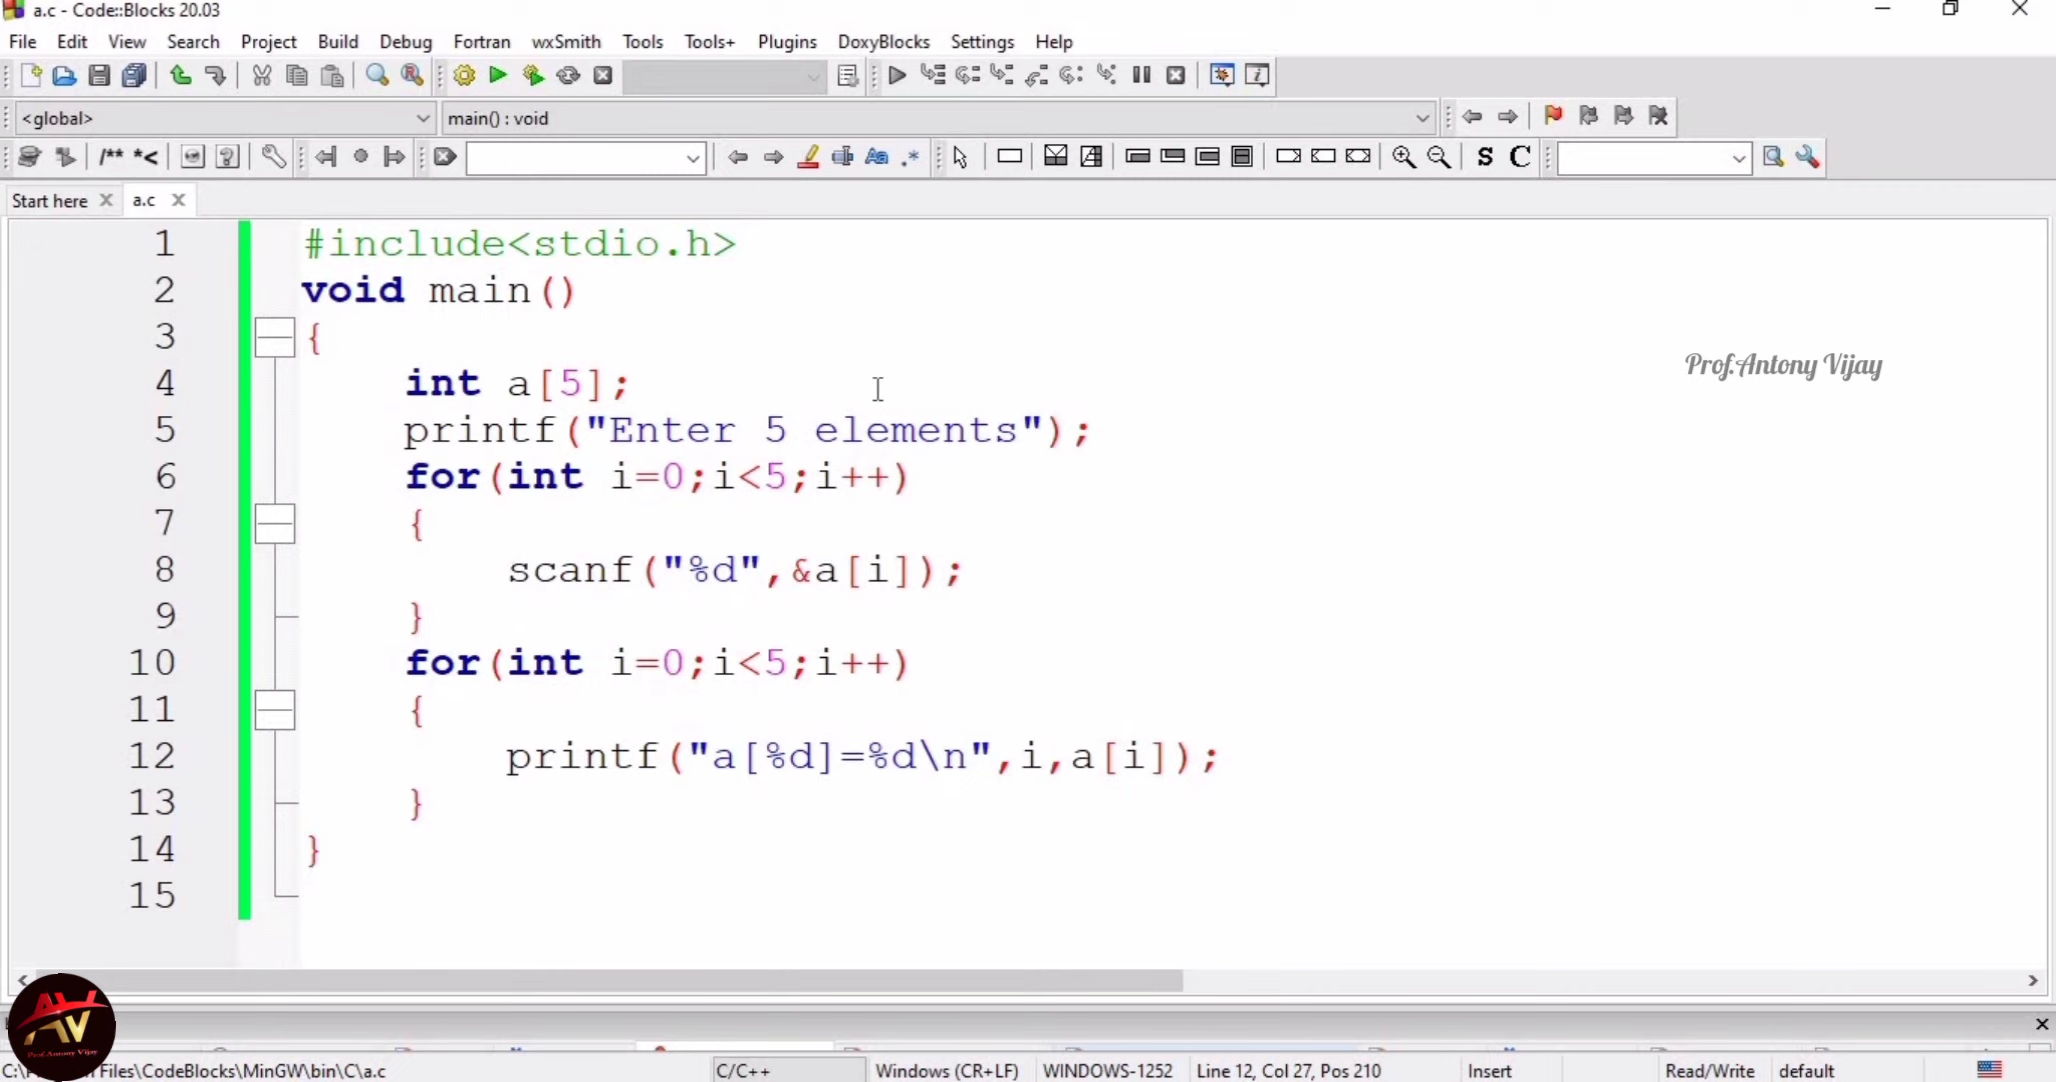 a.c - Code::Blocks 20.03
File Edit View Search Project Build Debug Fortran wxSmith Tools Tools+ Plugins DoxyBlocks Settings Help
<global> main() : void
/** *< S C
Start here a.c
1 #include<stdio.h>
2 void main()
3 {
4 int a[5];
Prof.Antony Vijay
5 printf("Enter 5 elements");
6 for(int i=0;i<5;i++)
7 {
8 scanf("%d",&a[i]);
9 }
10 for(int i=0;i<5;i++)
11 {
12 printf("a[%d]=%d\n",i,a[i]);
13 }
14 }
15
AV
Prof.Antony Vijay
Files\CodeBlocks\MinGW\bin\C\a.c C/C++ Windows (CR+LF) WINDOWS-1252 Line 12, Col 27, Pos 210 Insert Read/Write default